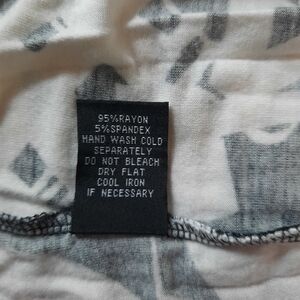 95%RAYON
5%SPANDEX
HAND WASH COLD
SEPARATELY
DO NOT BLEACH
DRY FLAT
COOL IRON
IF NECESSARY